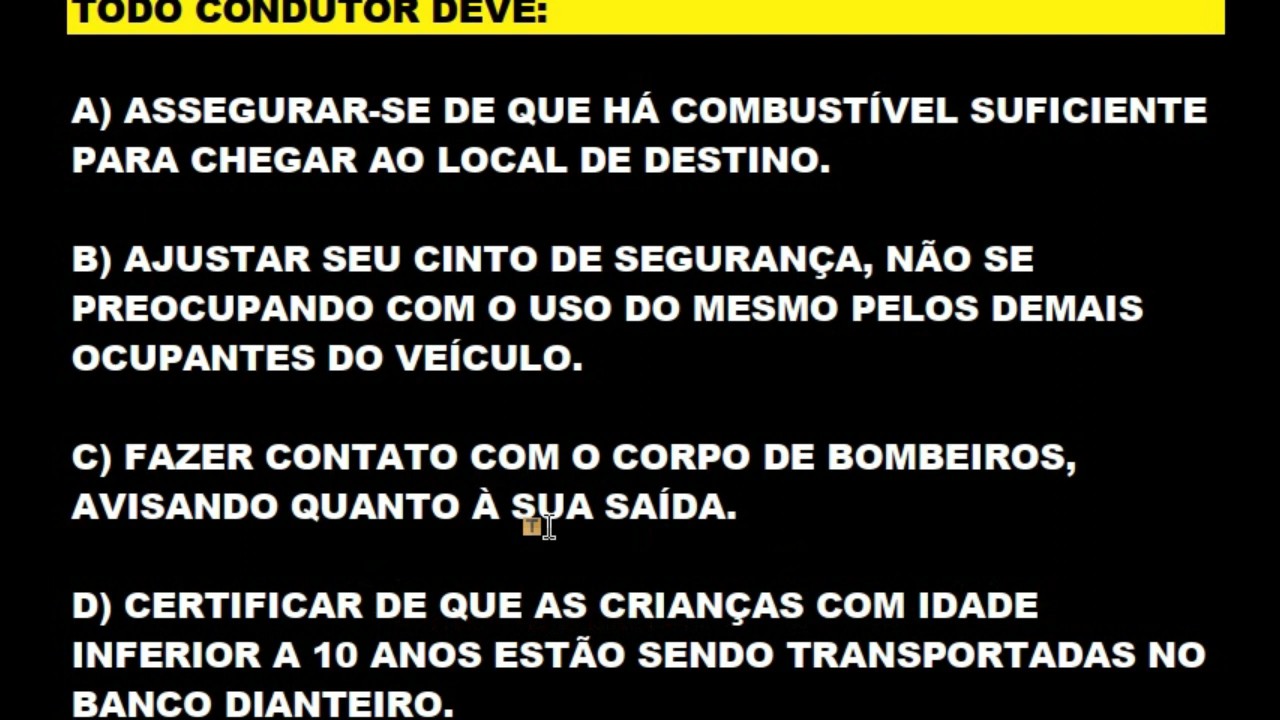 TODO CONDUTOR DEVE:
A) ASSEGURAR-SE DE QUE HÁ COMBUSTÍVEL SUFICIENTE
PARA CHEGAR AO LOCAL DE DESTINO.
B) AJUSTAR SEU CINTO DE SEGURANÇA, NÃO SE
PREOCUPANDO COM O USO DO MESMO PELOS DEMAIS
OCUPANTES DO VEÍCULO.
C) FAZER CONTATO COM O CORPO DE BOMBEIROS,
AVISANDO QUANTO À SUA SAÍDA.
T
D) CERTIFICAR DE QUE AS CRIANÇAS COM IDADE
INFERIOR A 10 ANOS ESTÃO SENDO TRANSPORTADAS NO
BANCO DIANTEIRO.